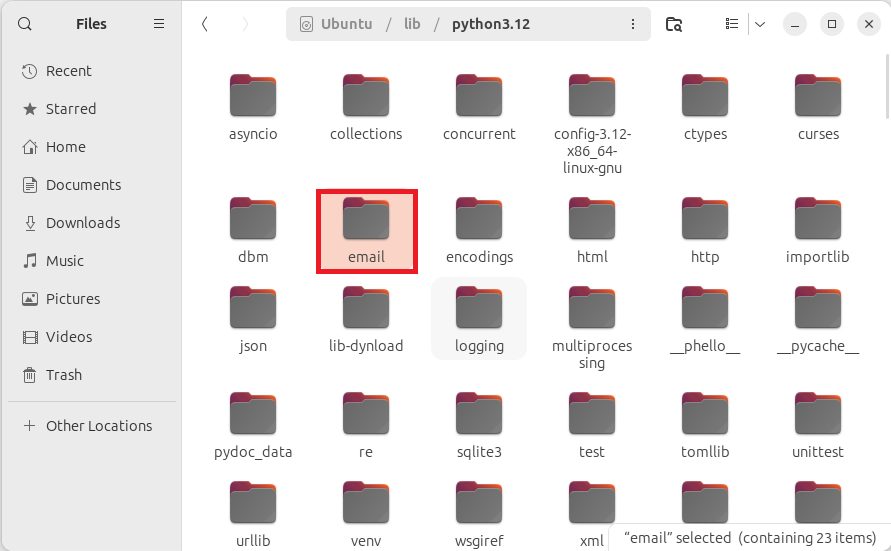 Files
Ubuntu / lib / python3.12
Recent
Starred
Home
Documents
Downloads
Music
Pictures
Videos
Trash
Other Locations
asyncio
collections
concurrent
config-3.12-
x86_64-
linux-gnu
ctypes
curses
dbm
email
encodings
html
http
importlib
json
lib-dynload
logging
multiproces
sing
__phello__
__pycache__
pydoc_data
re
sqlite3
test
tomllib
unittest
urllib
venv
wsgiref
xml
“email” selected (containing 23 items)